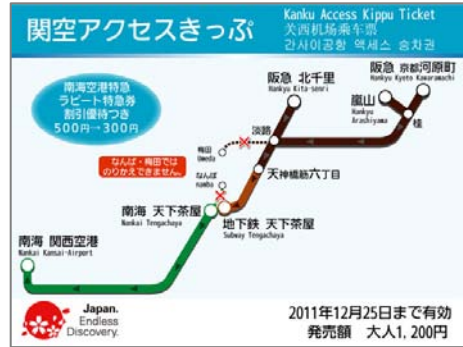 関空アクセスきっぷ
Kanku Access Kippu Ticket
关西机场乘车票
간사이공항 액세스 승차권
南海空港特急
ラピート特急券
割引優待つき
500円→300円
阪急 北千里
Hankyu Kita-senri
阪急 京都河原町
Hankyu Kyoto Kawaramachi
嵐山
Hankyu
Arashiyama
桂
淡路
梅田
Umeda
なんば・梅田では
のりかえできません。
なんば
namba
天神橋筋六丁目
南海 天下茶屋
Nankai Tengachaya
地下鉄 天下茶屋
Subway Tengachaya
南海 関西空港
Nankai Kansai-Airport
Japan.
Endless
Discovery.
2011年12月25日まで有効
発売額 大人1,200円